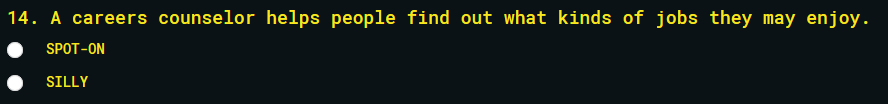 14. A careers counselor helps people find out what kinds of jobs they may enjoy.
SPOT-ON
SILLY